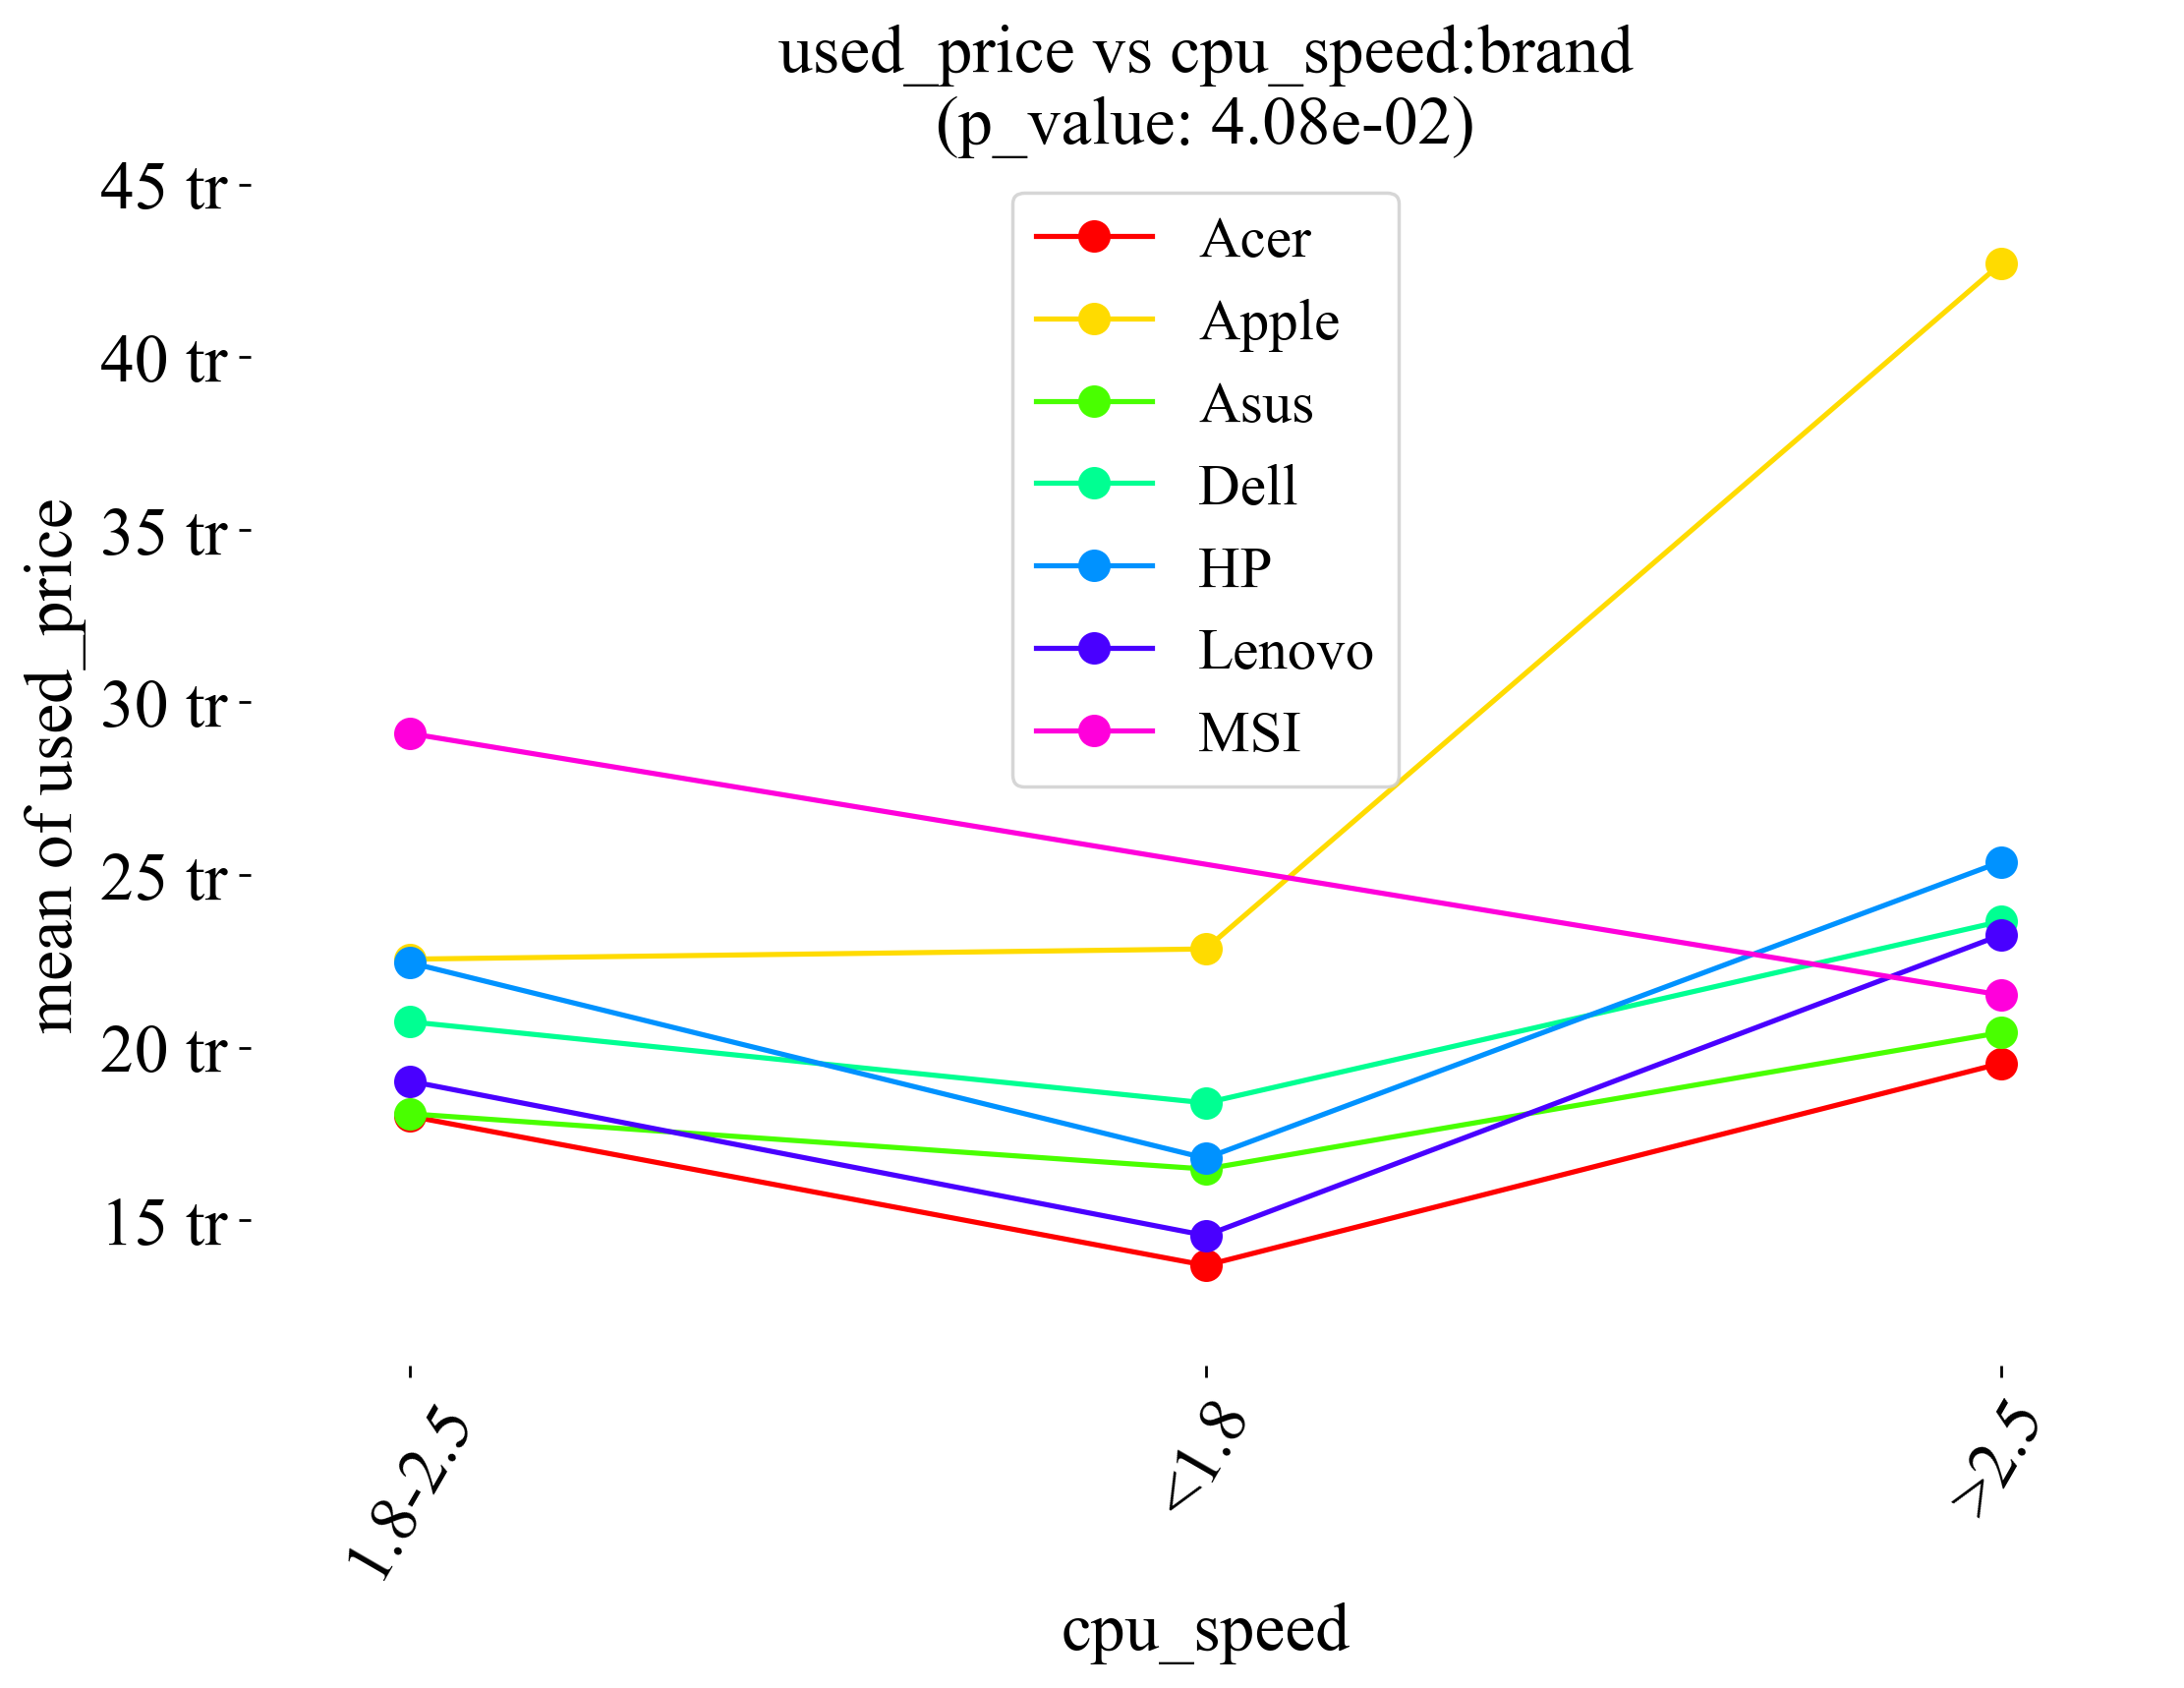 used_price vs cpu_speed:brand
(p_value: 4.08e-02)
45 tr
40 tr
35 tr
30 tr
25 tr
20 tr
15 tr
mean of used_price
Acer
Apple
Asus
Dell
HP
Lenovo
MSI
1.8-2.5
<1.8
>2.5
cpu_speed